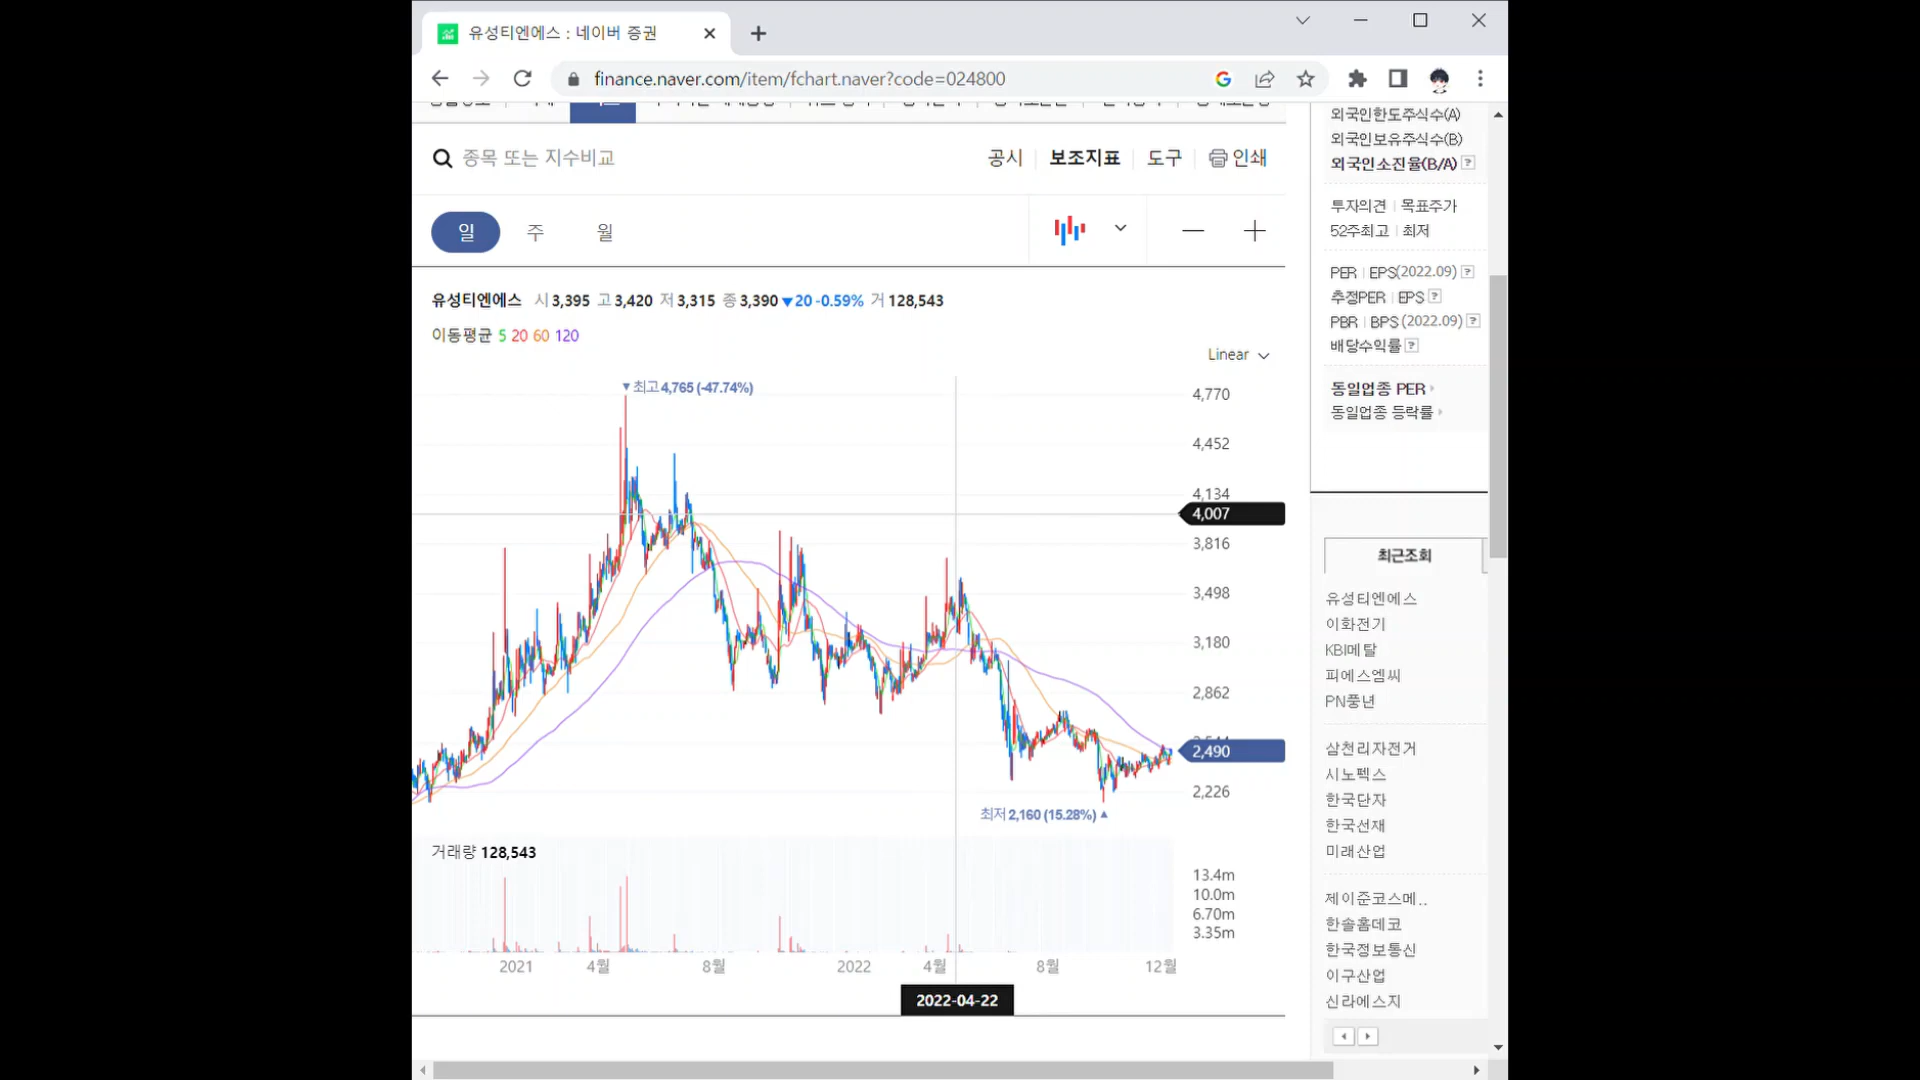 유성티엔에스 : 네이버 증권
finance.naver.com/item/fchart.naver?code=024800
종목 또는 지수비교
공시 보조지표 도구 인쇄
일 주 월
유성티엔에스 시 3,395 고 3,420 저 3,315 종 3,390 ▼20 -0.59% 거 128,543
이동평균 5 20 60 120
Linear
▼최고 4,765 (-47.74%)
4,770
4,452
4,134
4,007
3,816
3,498
3,180
2,862
2,490
2,226
최저 2,160 (15.28%) ▲
거래량 128,543
13.4m
10.0m
6.70m
3.35m
2021 4월 8월 2022 4월 8월 12월
2022-04-22
외국인한도주식수(A)
외국인보유주식수(B)
외국인소진율(B/A) ?
투자의견 | 목표주가
52주최고 | 최저
PER | EPS(2022.09) ?
추정PER | EPS ?
PBR | BPS (2022.09) ?
배당수익률 ?
동일업종 PER
동일업종 등락률
최근조회
유성티엔에스
이화전기
KBI메탈
피에스엠씨
PN풍년
삼천리자전거
시노펙스
한국단자
한국선재
미래산업
제이준코스메..
한솔홈데코
한국정보통신
이구산업
신라에스지